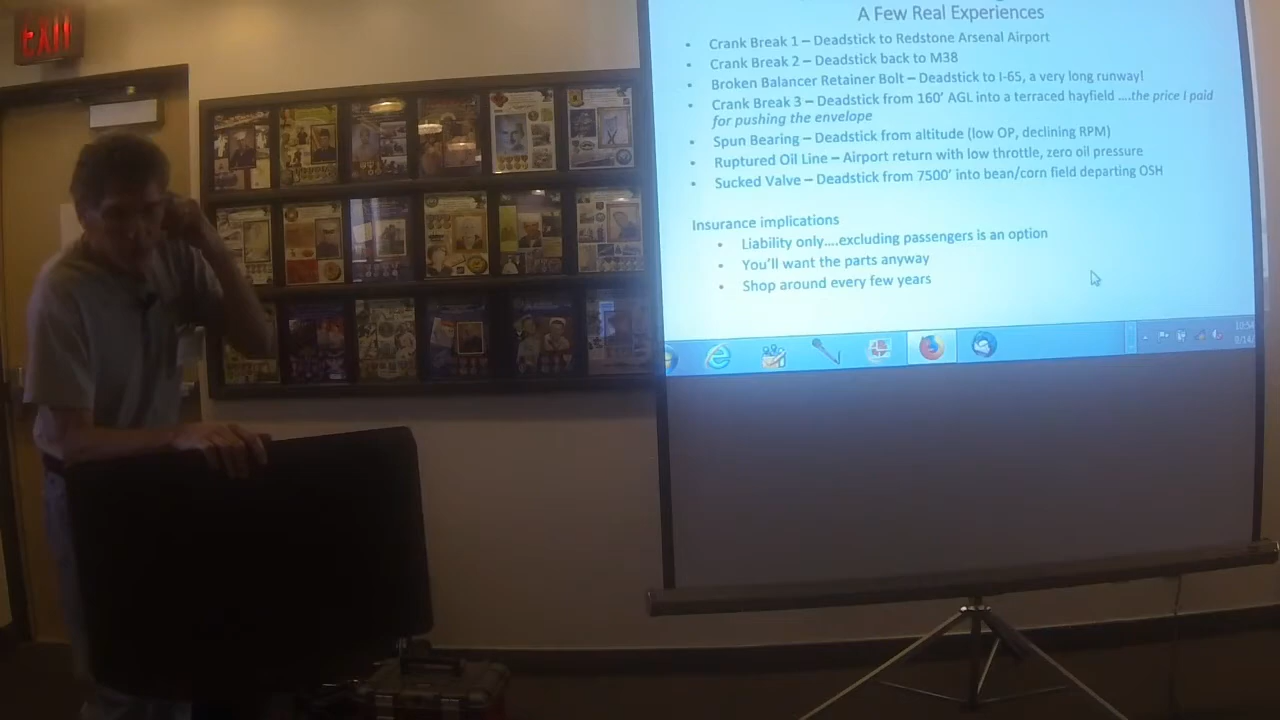 EXIT
A Few Real Experiences
• Crank Break 1 – Deadstick to Redstone Arsenal Airport
• Crank Break 2 – Deadstick back to M38
• Broken Balancer Retainer Bolt – Deadstick to I-65, a very long runway!
• Crank Break 3 – Deadstick from 160' AGL into a terraced hayfield ....the price I paid
for pushing the envelope
• Spun Bearing – Deadstick from altitude (low OP, declining RPM)
• Ruptured Oil Line – Airport return with low throttle, zero oil pressure
• Sucked Valve – Deadstick from 7500' into bean/corn field departing OSH
Insurance implications
• Liability only....excluding passengers is an option
• You'll want the parts anyway
• Shop around every few years